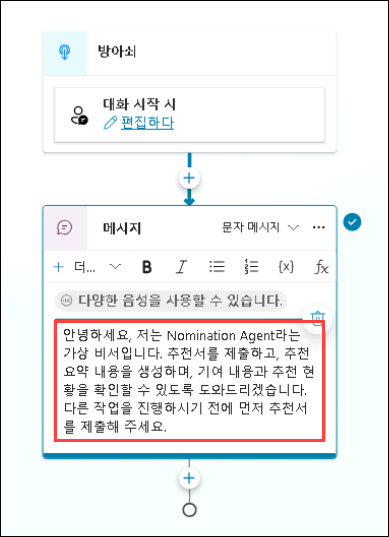 방아쇠
대화 시작 시
편집하다
메시지
문자 메시지
더...
B I {x} fx
다양한 음성을 사용할 수 있습니다.
안녕하세요, 저는 Nomination Agent라는
가상 비서입니다. 추천서를 제출하고, 추천
요약 내용을 생성하며, 기여 내용과 추천 현
황을 확인할 수 있도록 도와드리겠습니다.
다른 작업을 진행하시기 전에 먼저 추천서
를 제출해 주세요.